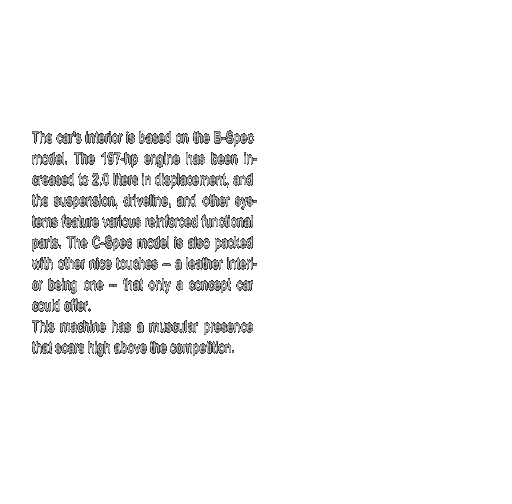 The car's interior is based on the B-Spec
model. The 197-hp engine has been in-
creased to 2.0 liters in displacement, and
the suspension, driveline, and other sys-
tems feature various reinforced functional
parts. The C-Spec model is also packed
with other nice touches – a leather interi-
or being one – that only a concept car
could offer.
This machine has a muscular presence
that soars high above the competition.